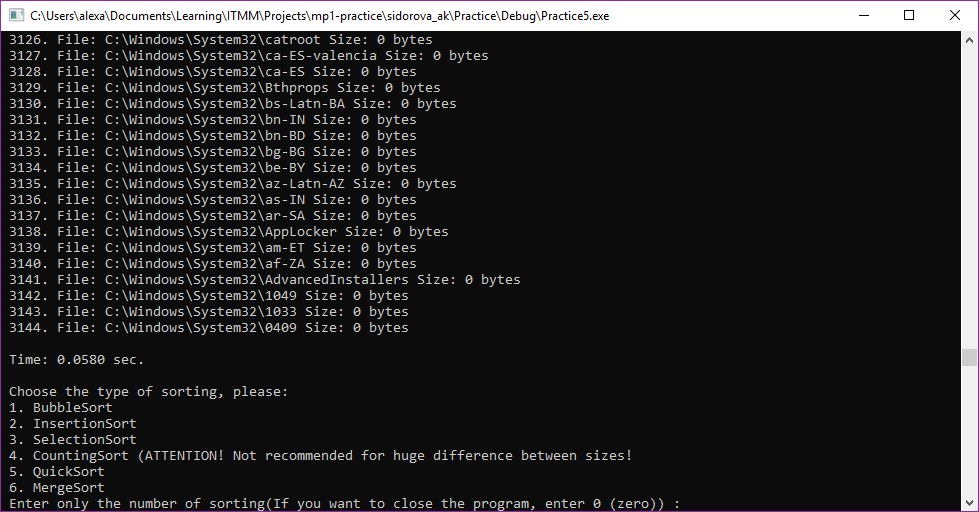 C:\Users\alexa\Documents\Learning\ITMM\Projects\mp1-practice\sidorova_ak\Practice\Debug\Practice5.exe
3126. File: C:\Windows\System32\catroot Size: 0 bytes
3127. File: C:\Windows\System32\ca-ES-valencia Size: 0 bytes
3128. File: C:\Windows\System32\ca-ES Size: 0 bytes
3129. File: C:\Windows\System32\Bthprops Size: 0 bytes
3130. File: C:\Windows\System32\bs-Latn-BA Size: 0 bytes
3131. File: C:\Windows\System32\bn-IN Size: 0 bytes
3132. File: C:\Windows\System32\bn-BD Size: 0 bytes
3133. File: C:\Windows\System32\bg-BG Size: 0 bytes
3134. File: C:\Windows\System32\be-BY Size: 0 bytes
3135. File: C:\Windows\System32\az-Latn-AZ Size: 0 bytes
3136. File: C:\Windows\System32\as-IN Size: 0 bytes
3137. File: C:\Windows\System32\ar-SA Size: 0 bytes
3138. File: C:\Windows\System32\AppLocker Size: 0 bytes
3139. File: C:\Windows\System32\am-ET Size: 0 bytes
3140. File: C:\Windows\System32\af-ZA Size: 0 bytes
3141. File: C:\Windows\System32\AdvancedInstallers Size: 0 bytes
3142. File: C:\Windows\System32\1049 Size: 0 bytes
3143. File: C:\Windows\System32\1033 Size: 0 bytes
3144. File: C:\Windows\System32\0409 Size: 0 bytes
Time: 0.0580 sec.
Choose the type of sorting, please:
1. BubbleSort
2. InsertionSort
3. SelectionSort
4. CountingSort (ATTENTION! Not recommended for huge difference between sizes!
5. QuickSort
6. MergeSort
Enter only the number of sorting(If you want to close the program, enter 0 (zero)) :